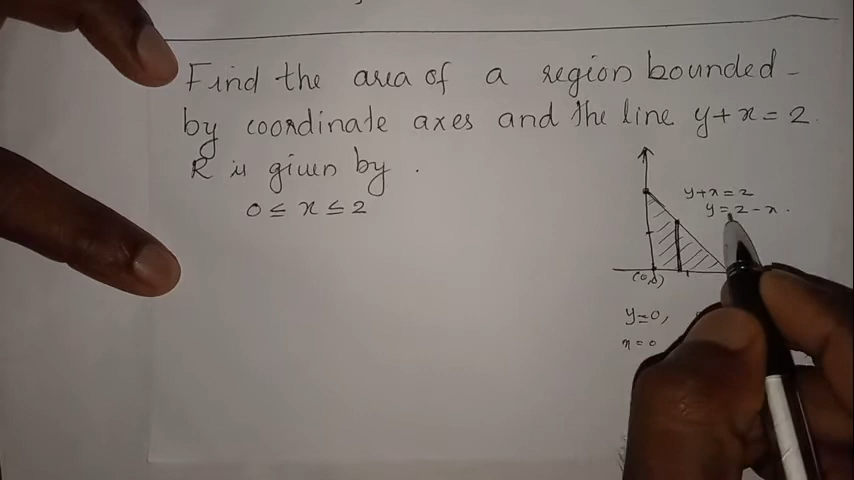 Find the area of a region bounded -
by coordinate axes and the line y+x=2.
R is given by .
0 ≤ x ≤ 2
y+x=2
y=2-x.
(0,0)
y=0,
x=0